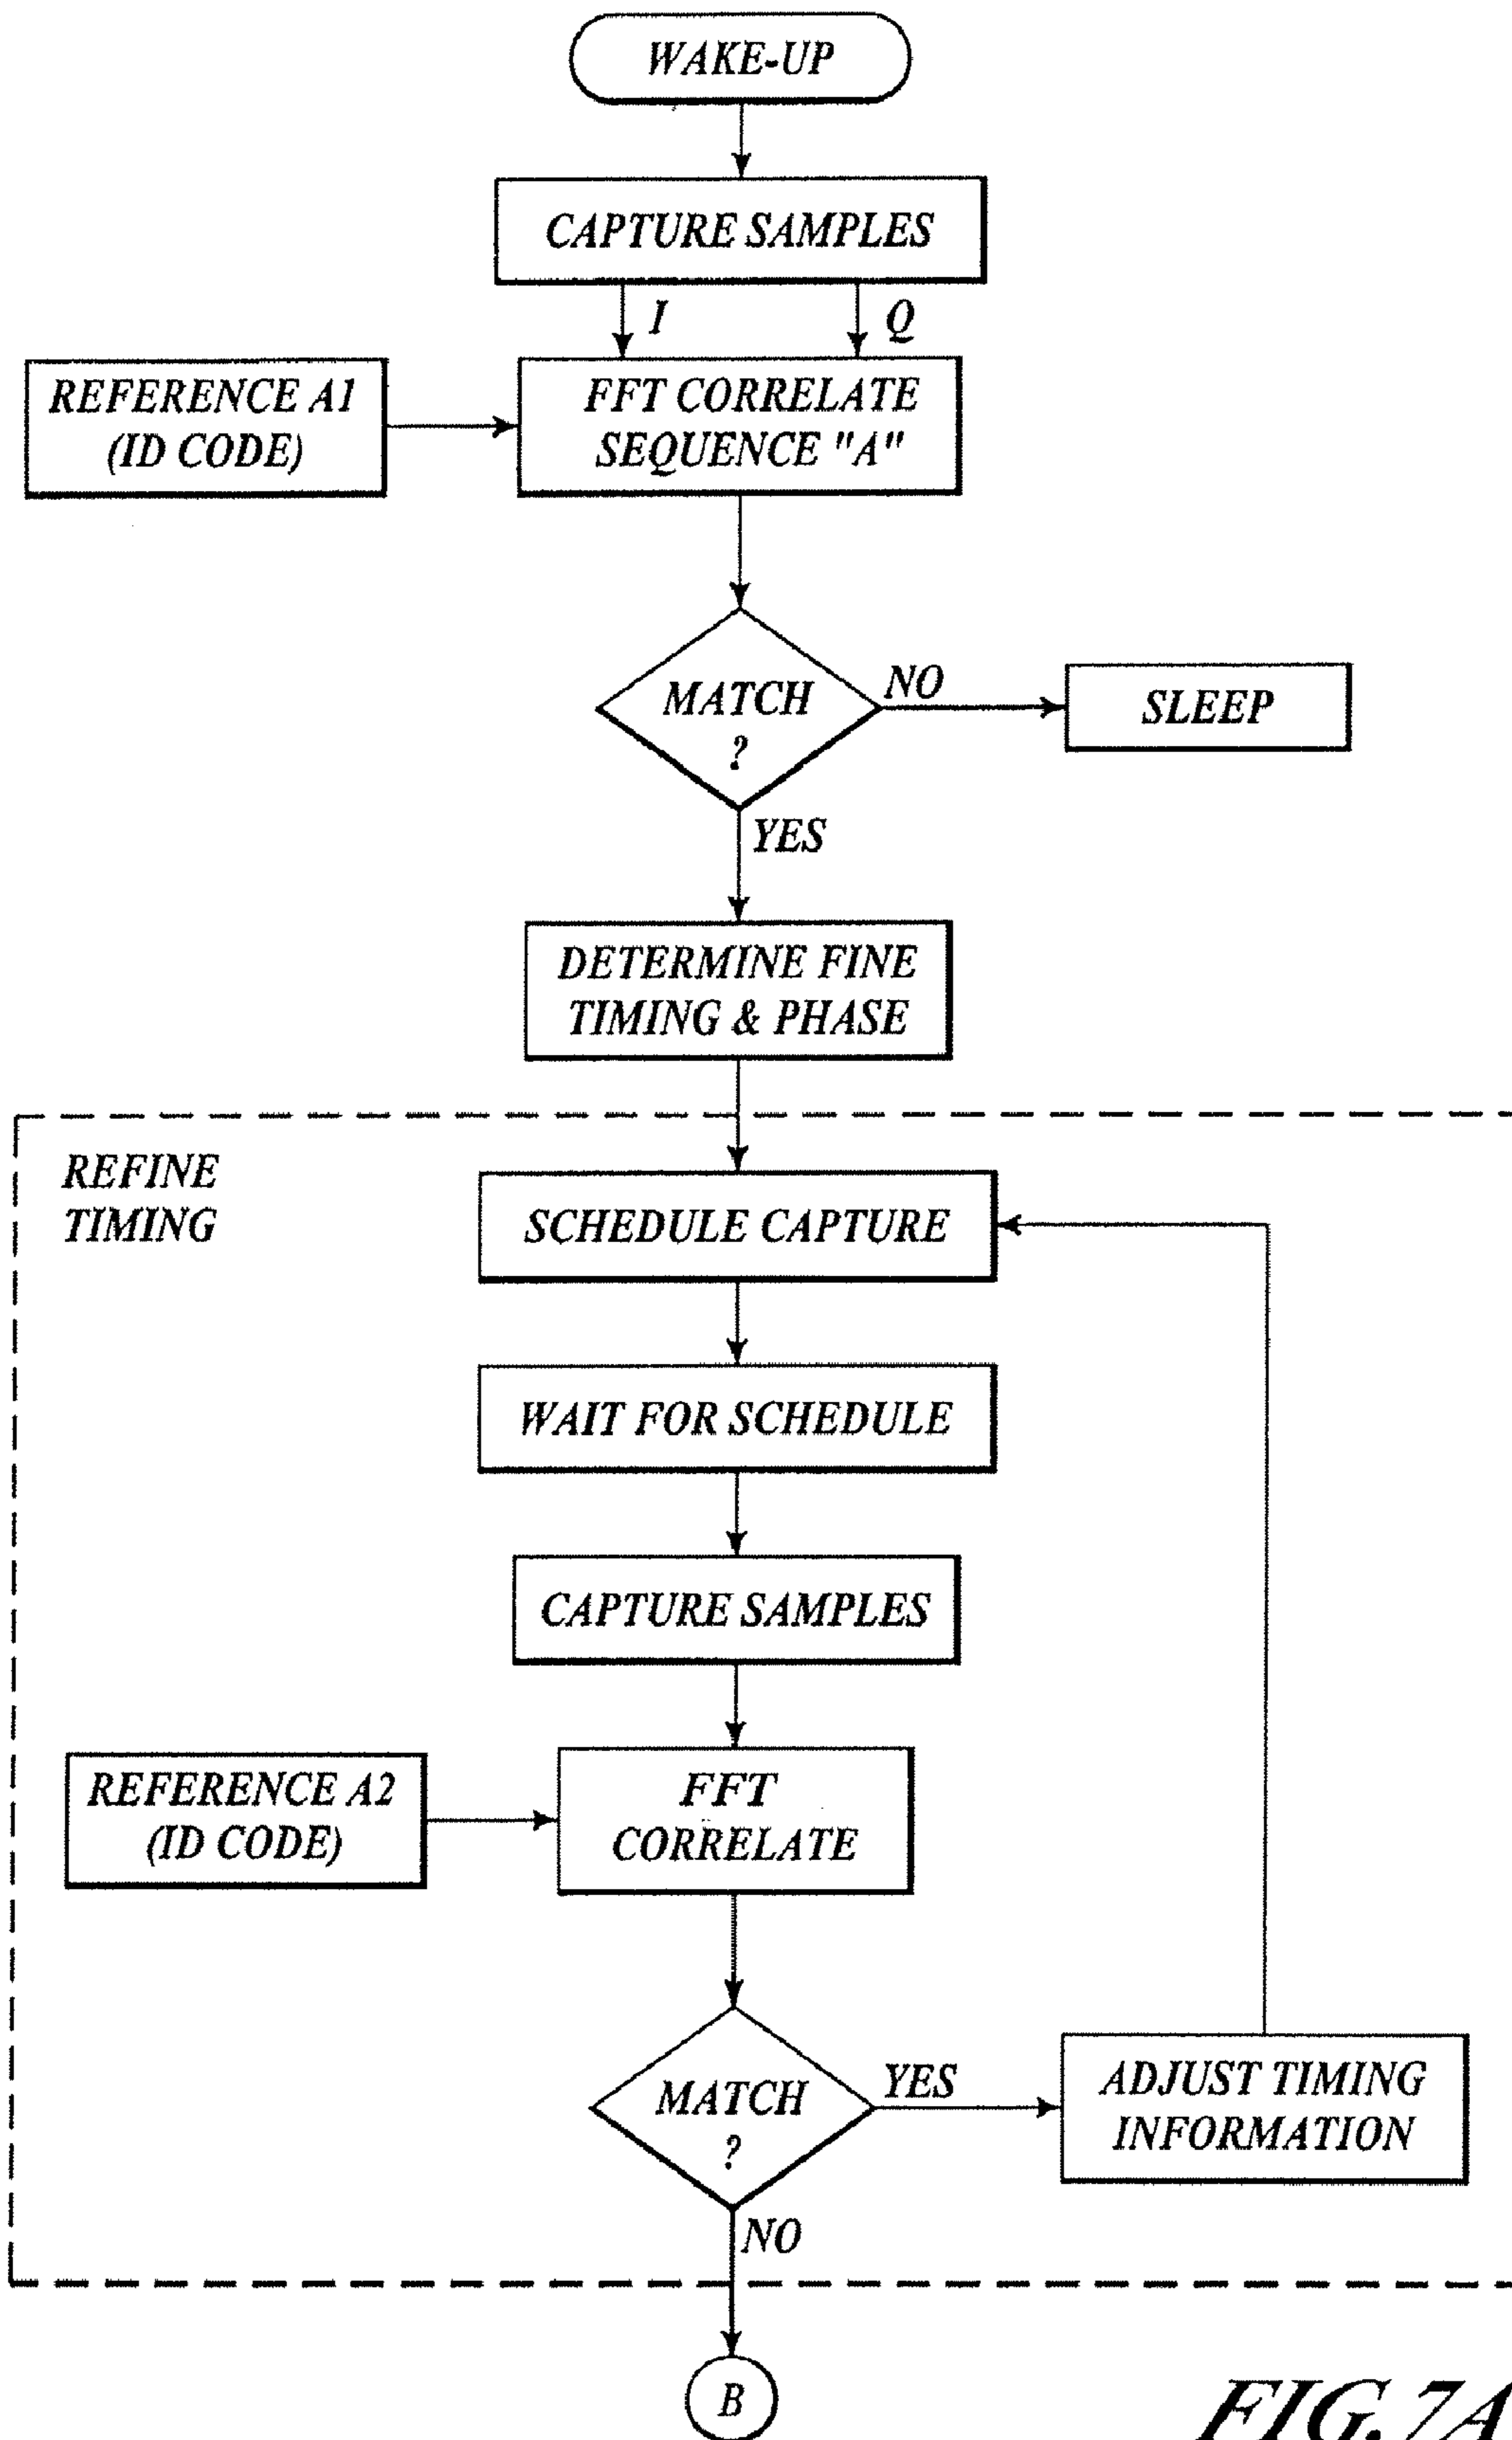 WAKE-UP
CAPTURE SAMPLES
I
Q
REFERENCE A1
(ID CODE)
FFT CORRELATE
SEQUENCE "A"
MATCH
?
NO
SLEEP
YES
DETERMINE FINE
TIMING & PHASE
REFINE
TIMING
SCHEDULE CAPTURE
WAIT FOR SCHEDULE
CAPTURE SAMPLES
REFERENCE A2
(ID CODE)
FFT
CORRELATE
MATCH
?
YES
ADJUST TIMING
INFORMATION
NO
B
FIG. 7A